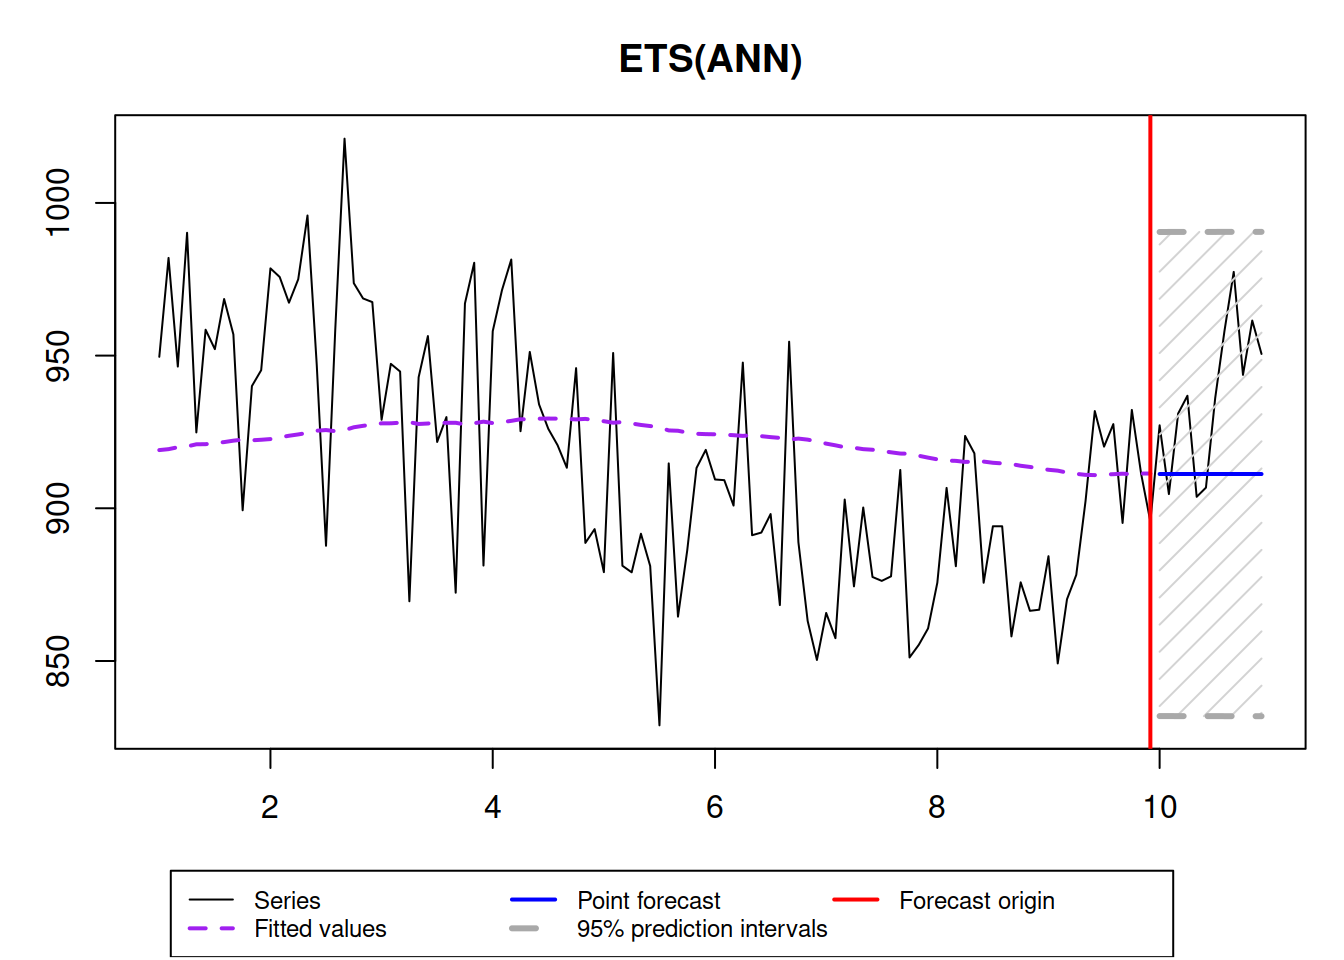 ETS(ANN)
1000
950
900
850
2 4 6 8 10
Series Point forecast Forecast origin
Fitted values 95% prediction intervals